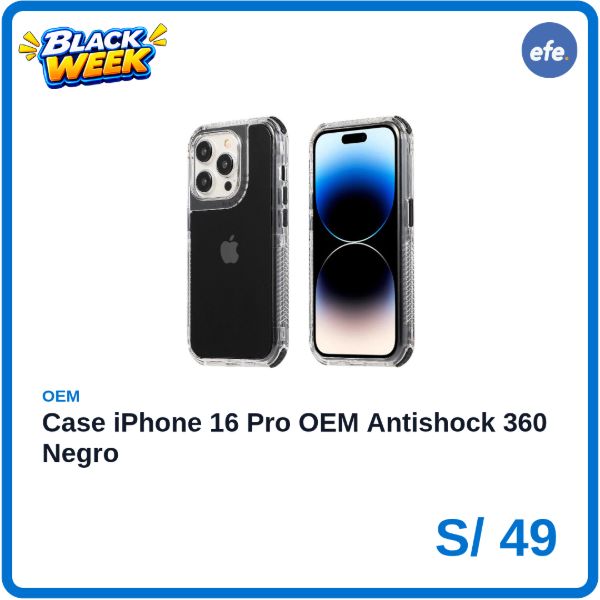 BLACK
WEEK
efe.
OEM
Case iPhone 16 Pro OEM Antishock 360
Negro
S/ 49